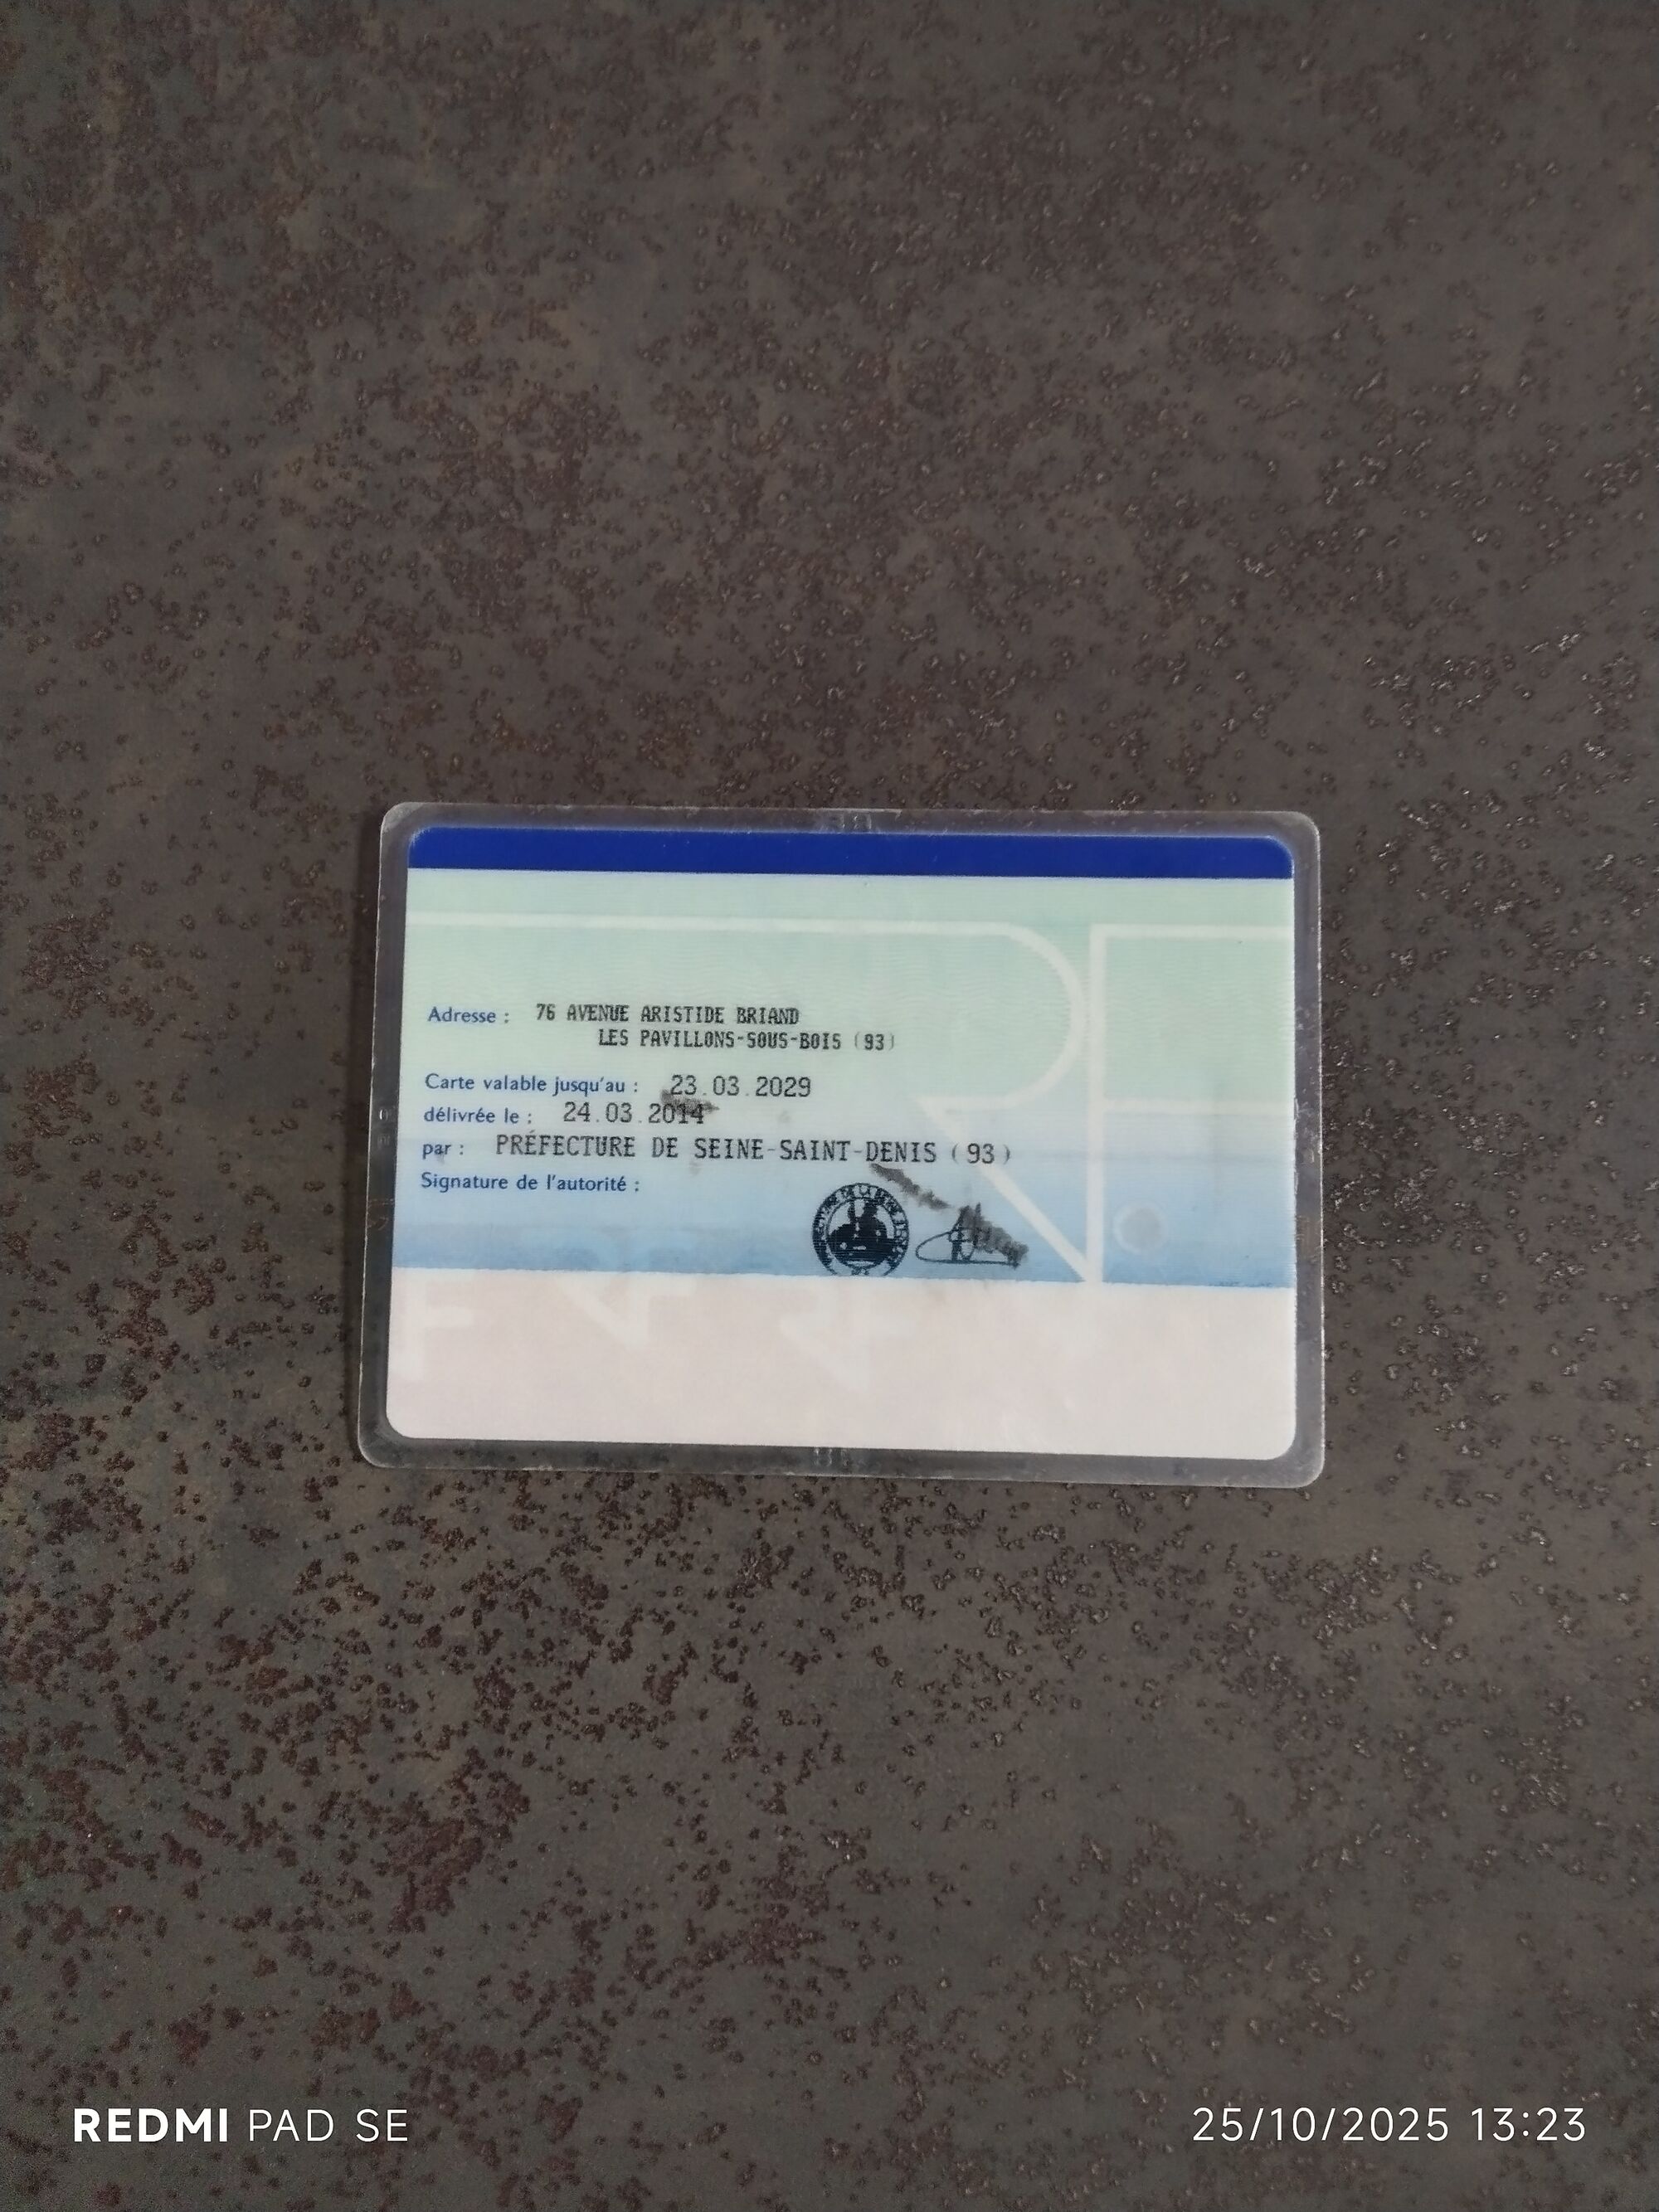 Adresse : 76 AVENUE ARISTIDE BRIAND
LES PAVILLONS-SOUS-BOIS (93)
Carte valable jusqu'au : 23.03.2029
délivrée le : 24.03.2014
par : PRÉFECTURE DE SEINE-SAINT-DENIS (93)
Signature de l'autorité :
REDMI PAD SE
25/10/2025 13:23